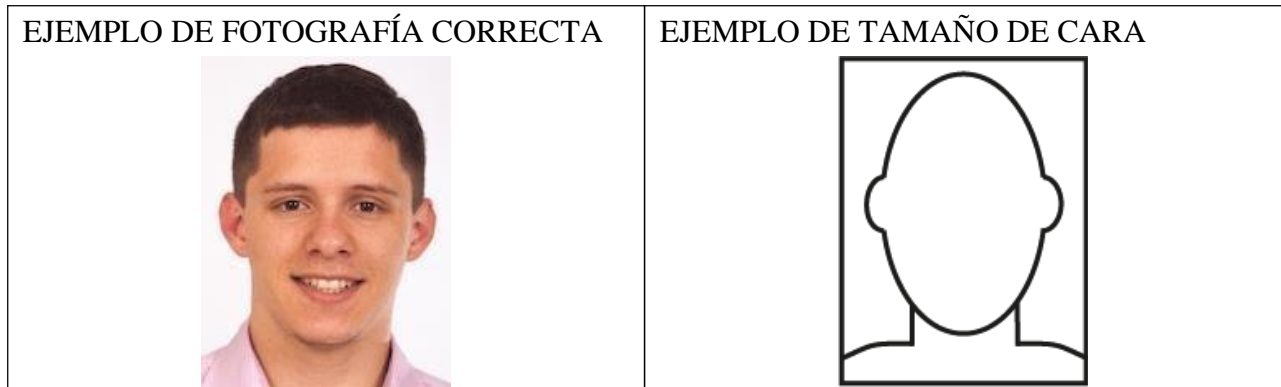 EJEMPLO DE FOTOGRAFÍA CORRECTA
EJEMPLO DE TAMAÑO DE CARA